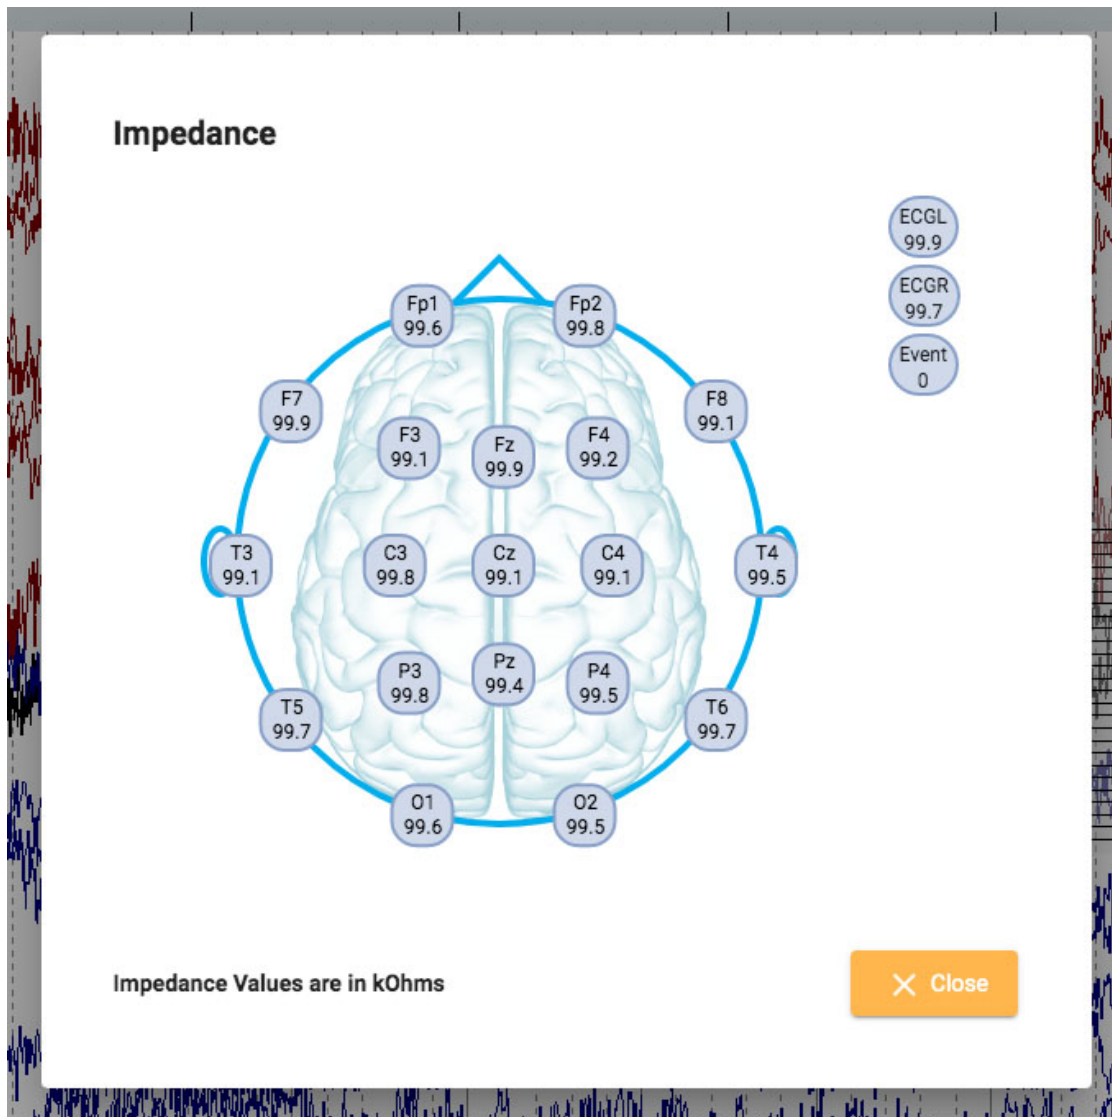 Impedance
ECGL
99.9
ECGR
99.7
Event
0
Fp1
99.6
Fp2
99.8
F7
99.9
F8
99.1
F3
99.1
Fz
99.9
F4
99.2
T3
99.1
C3
99.8
Cz
99.1
C4
99.1
T4
99.5
P3
99.8
Pz
99.4
P4
99.5
T5
99.7
T6
99.7
O1
99.6
O2
99.5
Impedance Values are in kOhms
Close